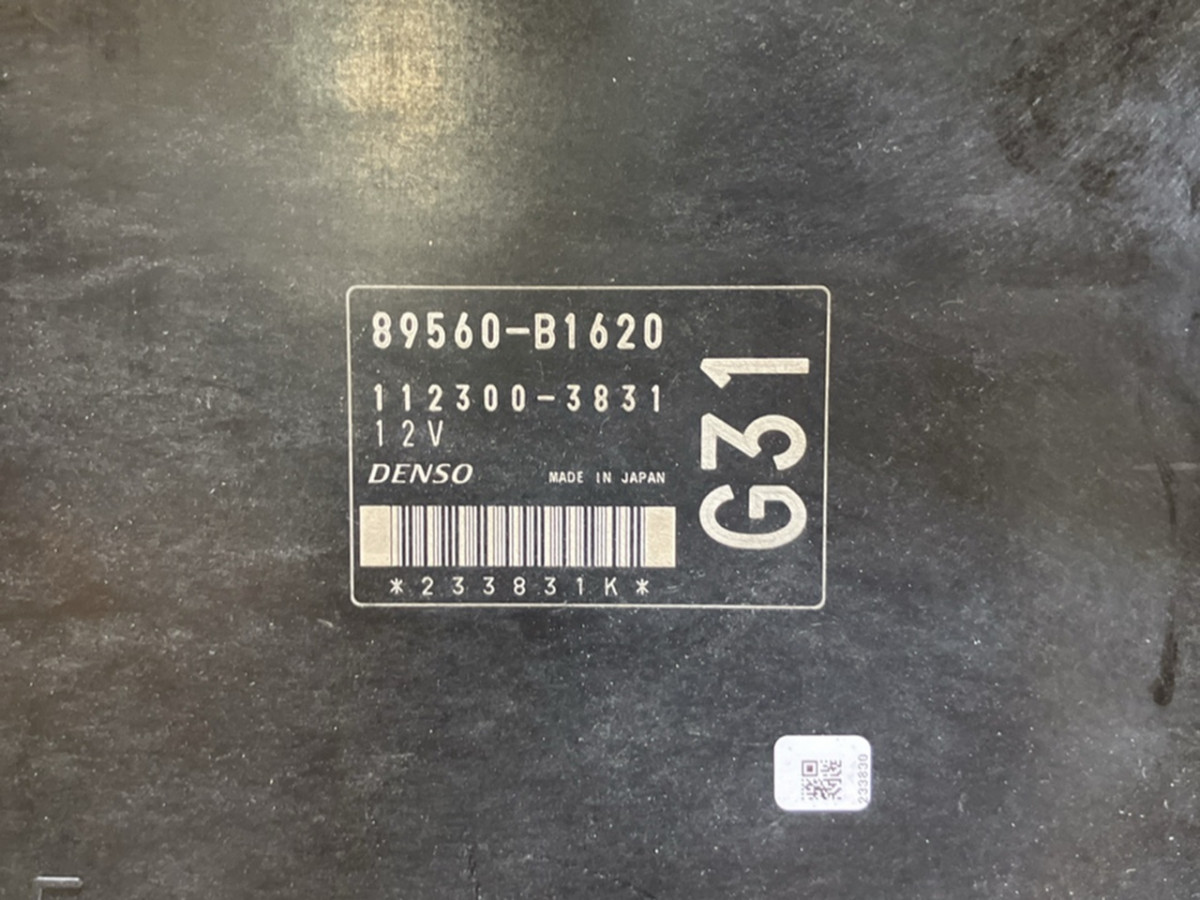 89560-B1620
112300-3831
12V
DENSO MADE IN JAPAN
*233831K*
G31
233830